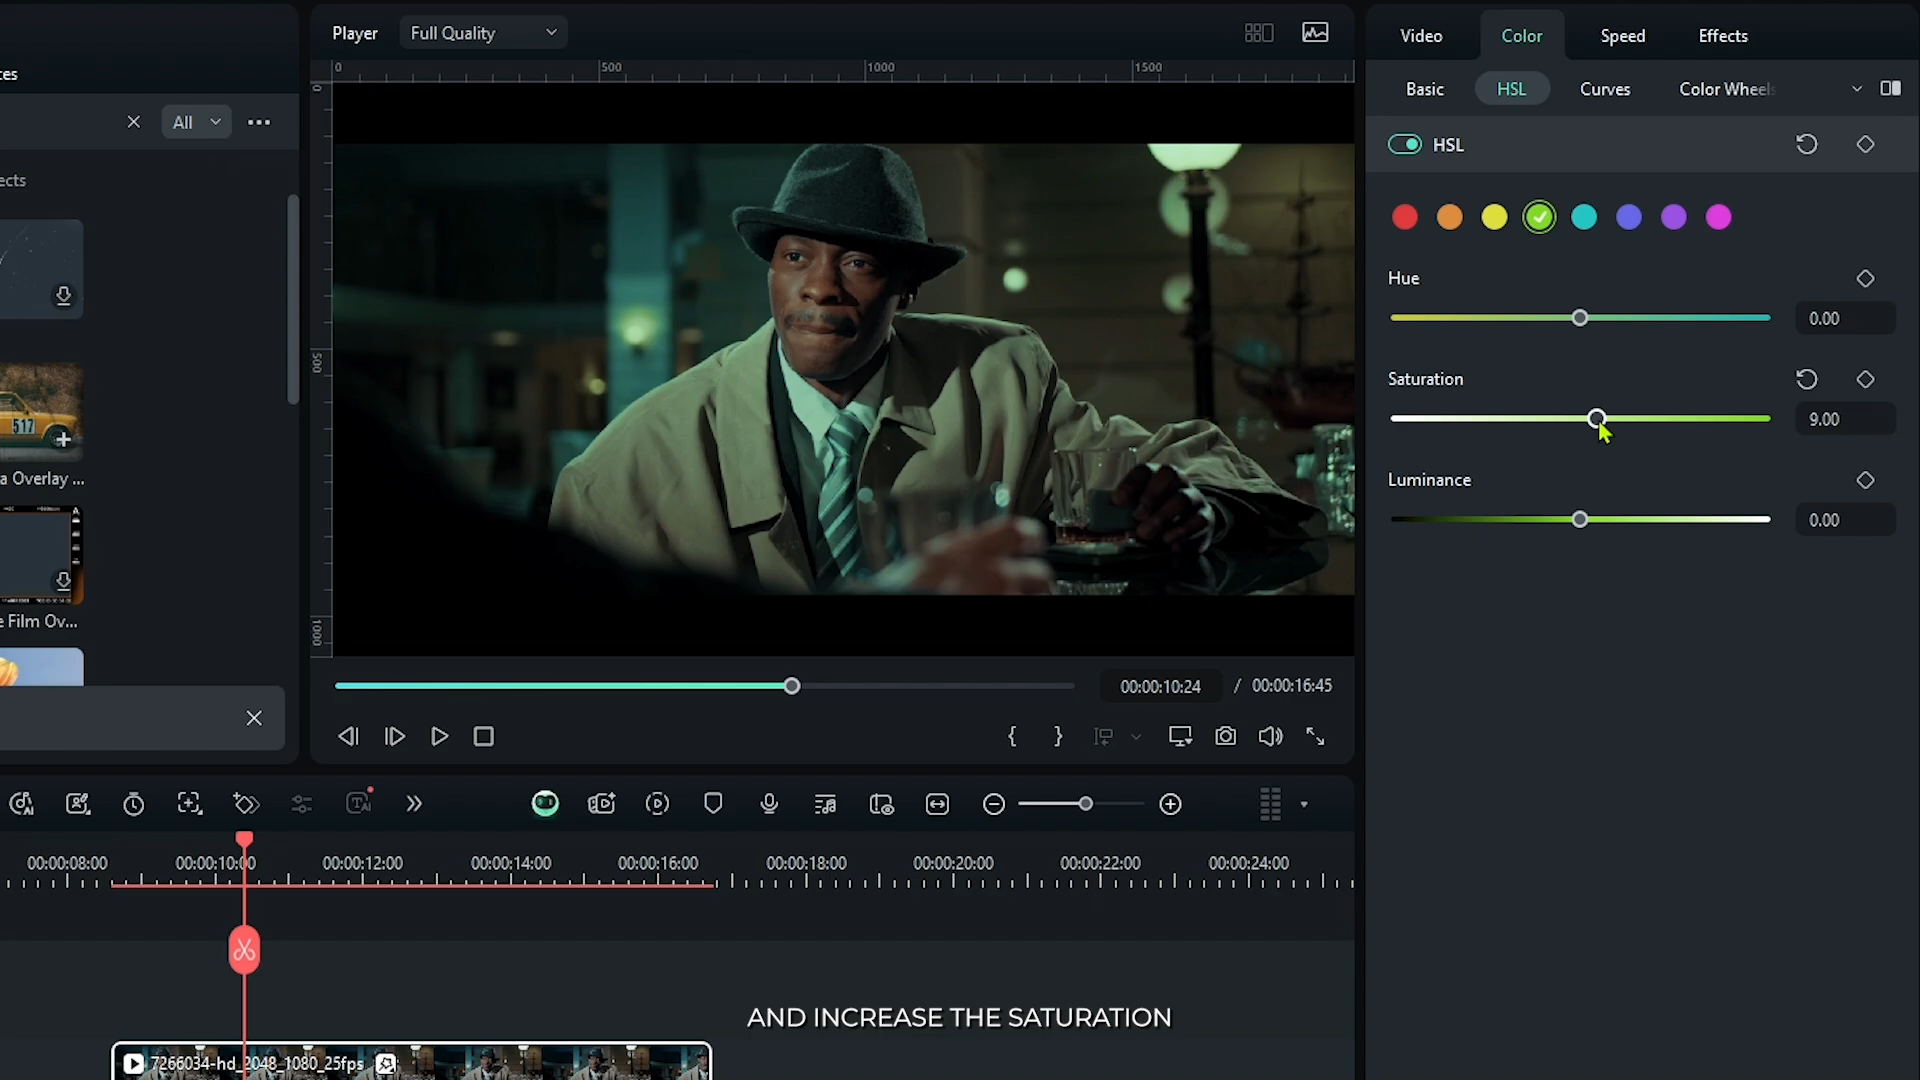 Player
Full Quality
Video
Color
Speed
Effects
ces
0
500
1000
1500
Basic
HSL
Curves
Color Wheels
All
HSL
ects
Hue
0.00
500
Saturation
9.00
517
a Overlay ...
Luminance
0.00
e Film Ov...
1000
00:00:10:24
/
00:00:16:45
00:00:08:00
00:00:10:00
00:00:12:00
00:00:14:00
00:00:16:00
00:00:18:00
00:00:20:00
00:00:22:00
00:00:24:00
AND INCREASE THE SATURATION
7266034-hd_2048_1080_25fps